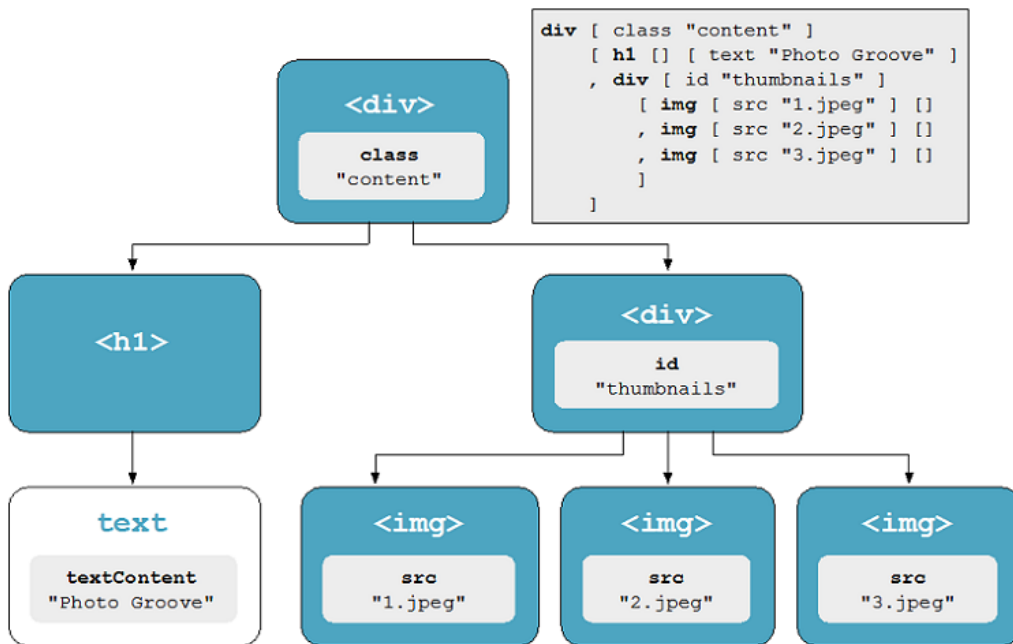 div [ class "content" ]
    [ h1 [] [ text "Photo Groove" ]
    , div [ id "thumbnails" ]
        [ img [ src "1.jpeg" ] []
        , img [ src "2.jpeg" ] []
        , img [ src "3.jpeg" ] []
        ]
    ]
<div>
class
"content"
<h1>
<div>
id
"thumbnails"
text
textContent
"Photo Groove"
<img>
src
"1.jpeg"
<img>
src
"2.jpeg"
<img>
src
"3.jpeg"